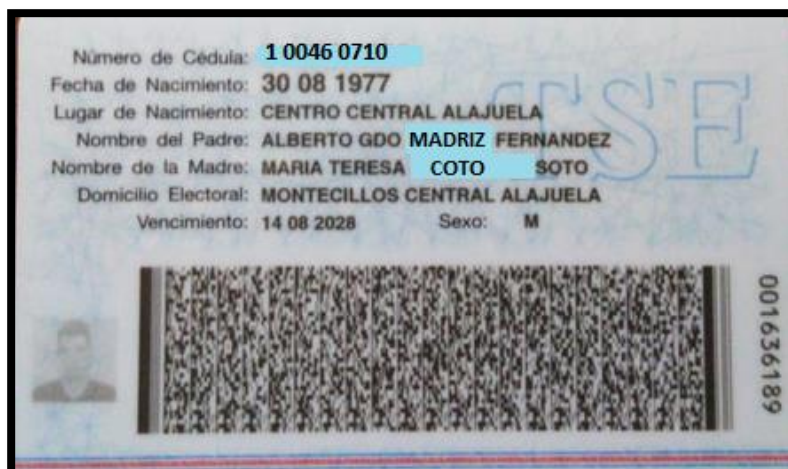 Número de Cédula: 1 0046 0710
Fecha de Nacimiento: 30 08 1977
Lugar de Nacimiento: CENTRO CENTRAL ALAJUELA
Nombre del Padre: ALBERTO GDO MADRIZ FERNANDEZ
Nombre de la Madre: MARIA TERESA COTO SOTO
Domicilio Electoral: MONTECILLOS CENTRAL ALAJUELA
Vencimiento: 14 08 2028 Sexo: M
TSE
001636189